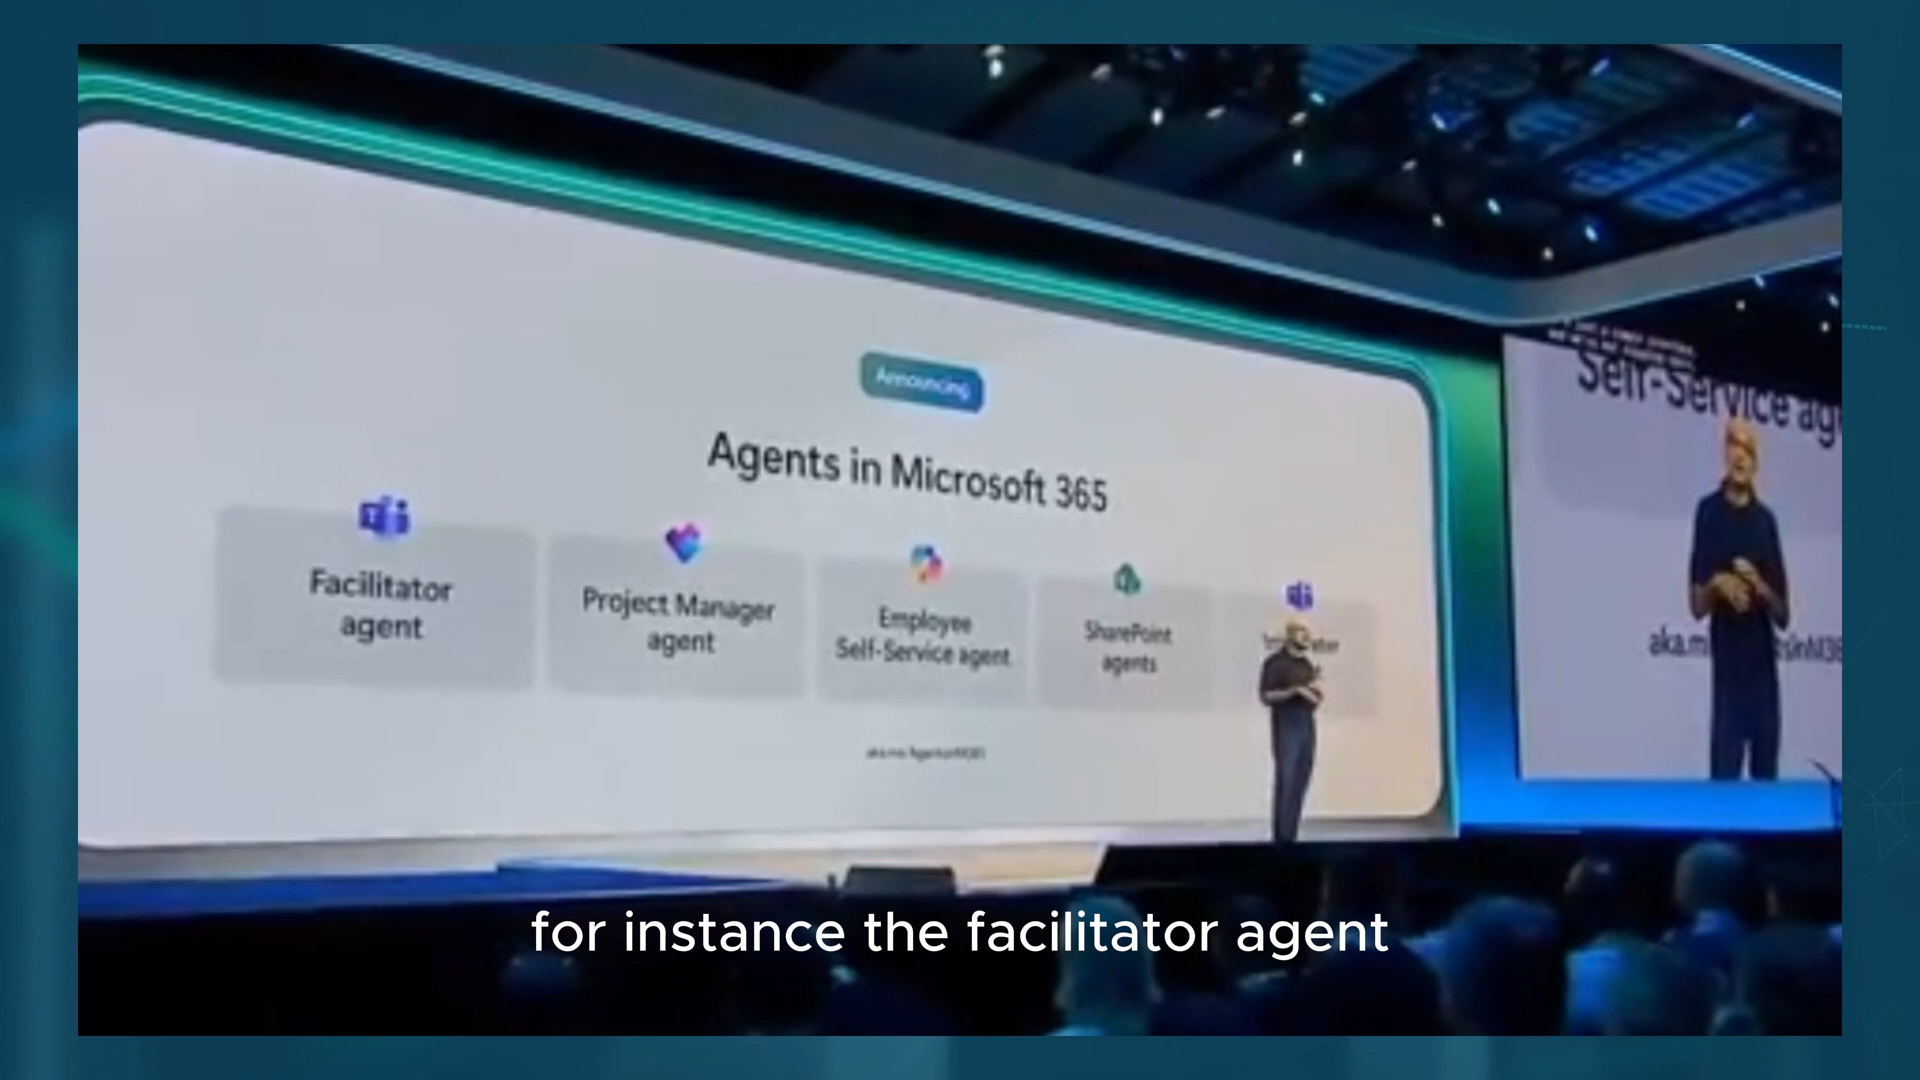 Announcing
Agents in Microsoft 365
Facilitator
agent
Project Manager
agent
Employee
Self-Service agent
SharePoint
agents
Self-Service
for instance the facilitator agent